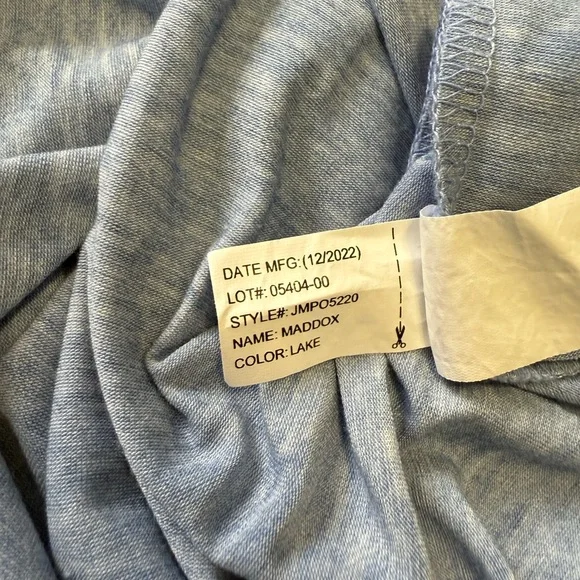 DATE MFG:(12/2022)
LOT#: 05404-00
STYLE#: JMPO5220
NAME: MADDOX
COLOR: LAKE